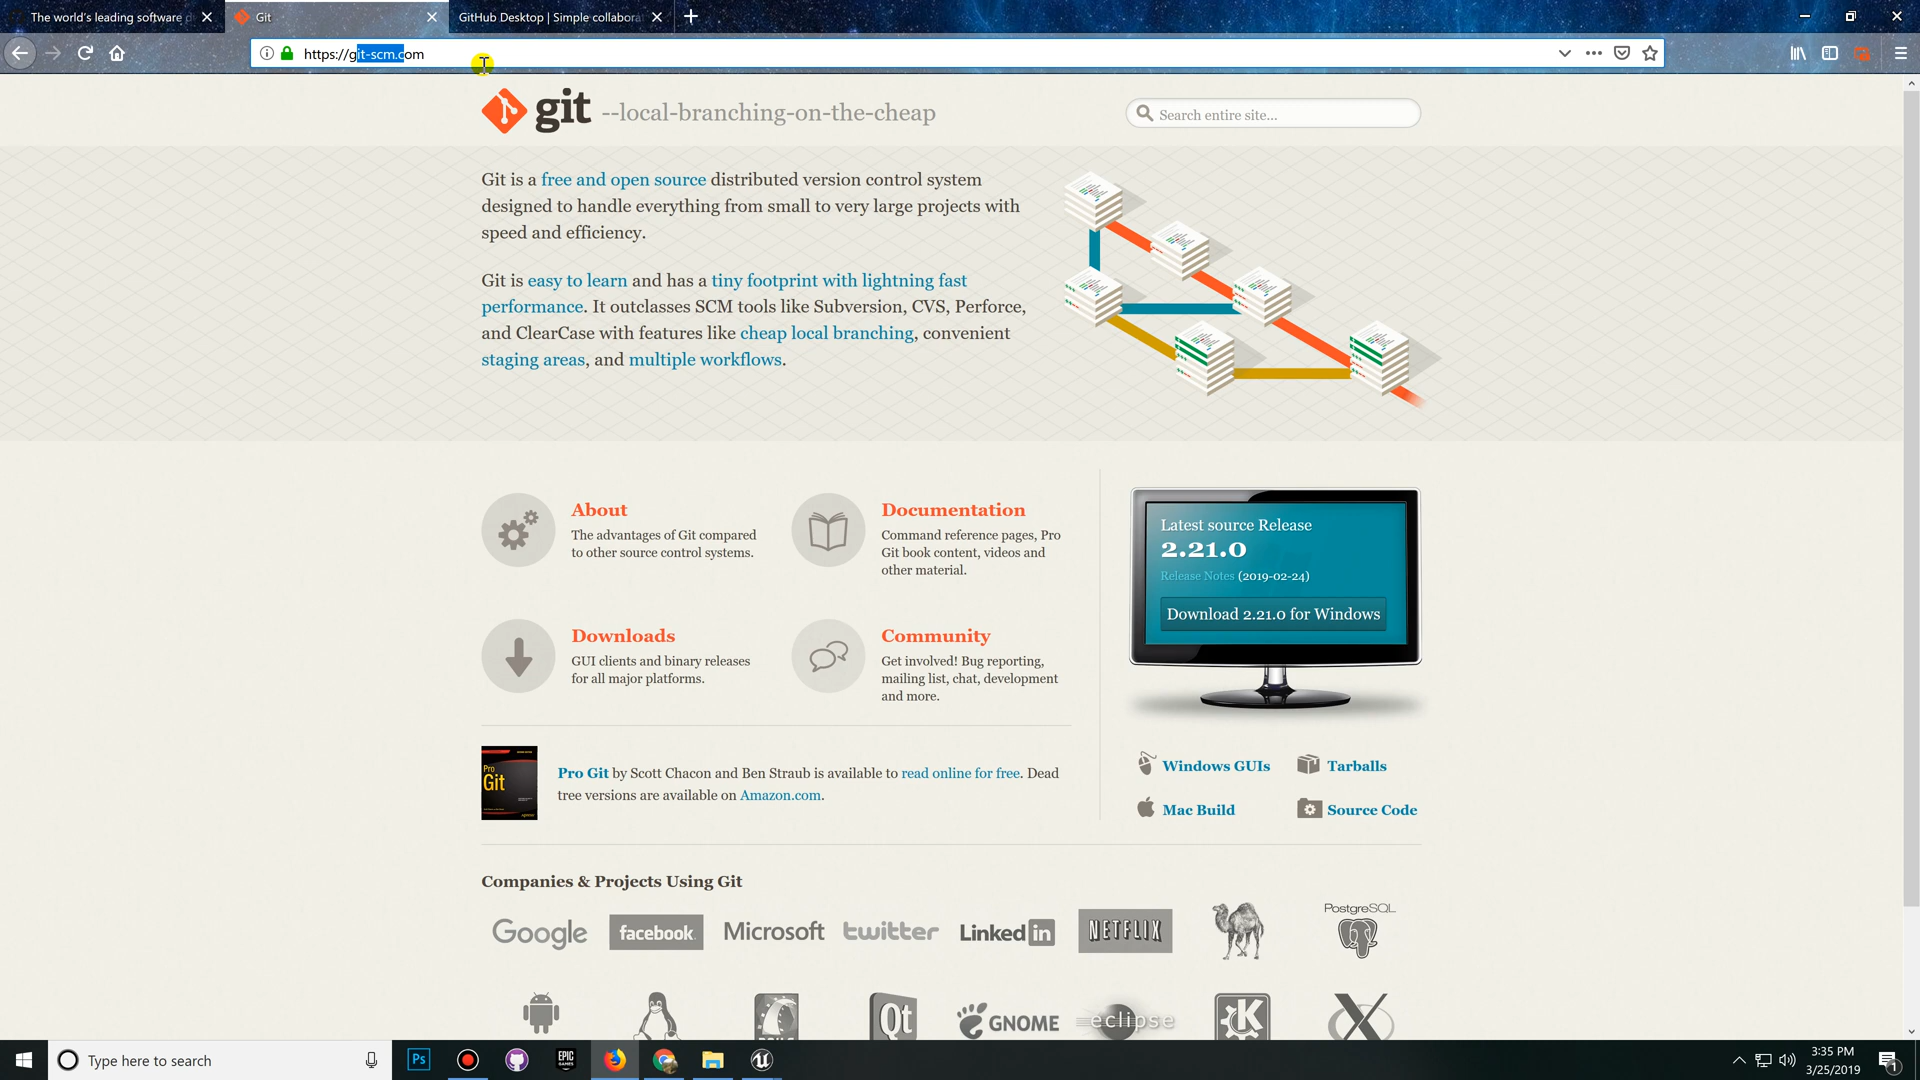 The world's leading software d
Git
GitHub Desktop | Simple collabora
https://git-scm.com
git --local-branching-on-the-cheap
Search entire site...
Git is a free and open source distributed version control system
designed to handle everything from small to very large projects with
speed and efficiency.
Git is easy to learn and has a tiny footprint with lightning fast
performance. It outclasses SCM tools like Subversion, CVS, Perforce,
and ClearCase with features like cheap local branching, convenient
staging areas, and multiple workflows.
About
The advantages of Git compared
to other source control systems.
Documentation
Command reference pages, Pro
Git book content, videos and
other material.
Downloads
GUI clients and binary releases
for all major platforms.
Community
Get involved! Bug reporting,
mailing list, chat, development
and more.
Latest source Release
2.21.0
Release Notes (2019-02-24)
Download 2.21.0 for Windows
Pro
Git
Pro Git by Scott Chacon and Ben Straub is available to read online for free. Dead
tree versions are available on Amazon.com.
Windows GUIs
Tarballs
Mac Build
Source Code
Companies & Projects Using Git
Google
facebook.
Microsoft
twitter
Linked in
NETFLIX
PostgreSQL
Qt
GNOME
eclipse
K
X
Type here to search
Ps
EPIC
GAMES
3:35 PM
3/25/2019
1